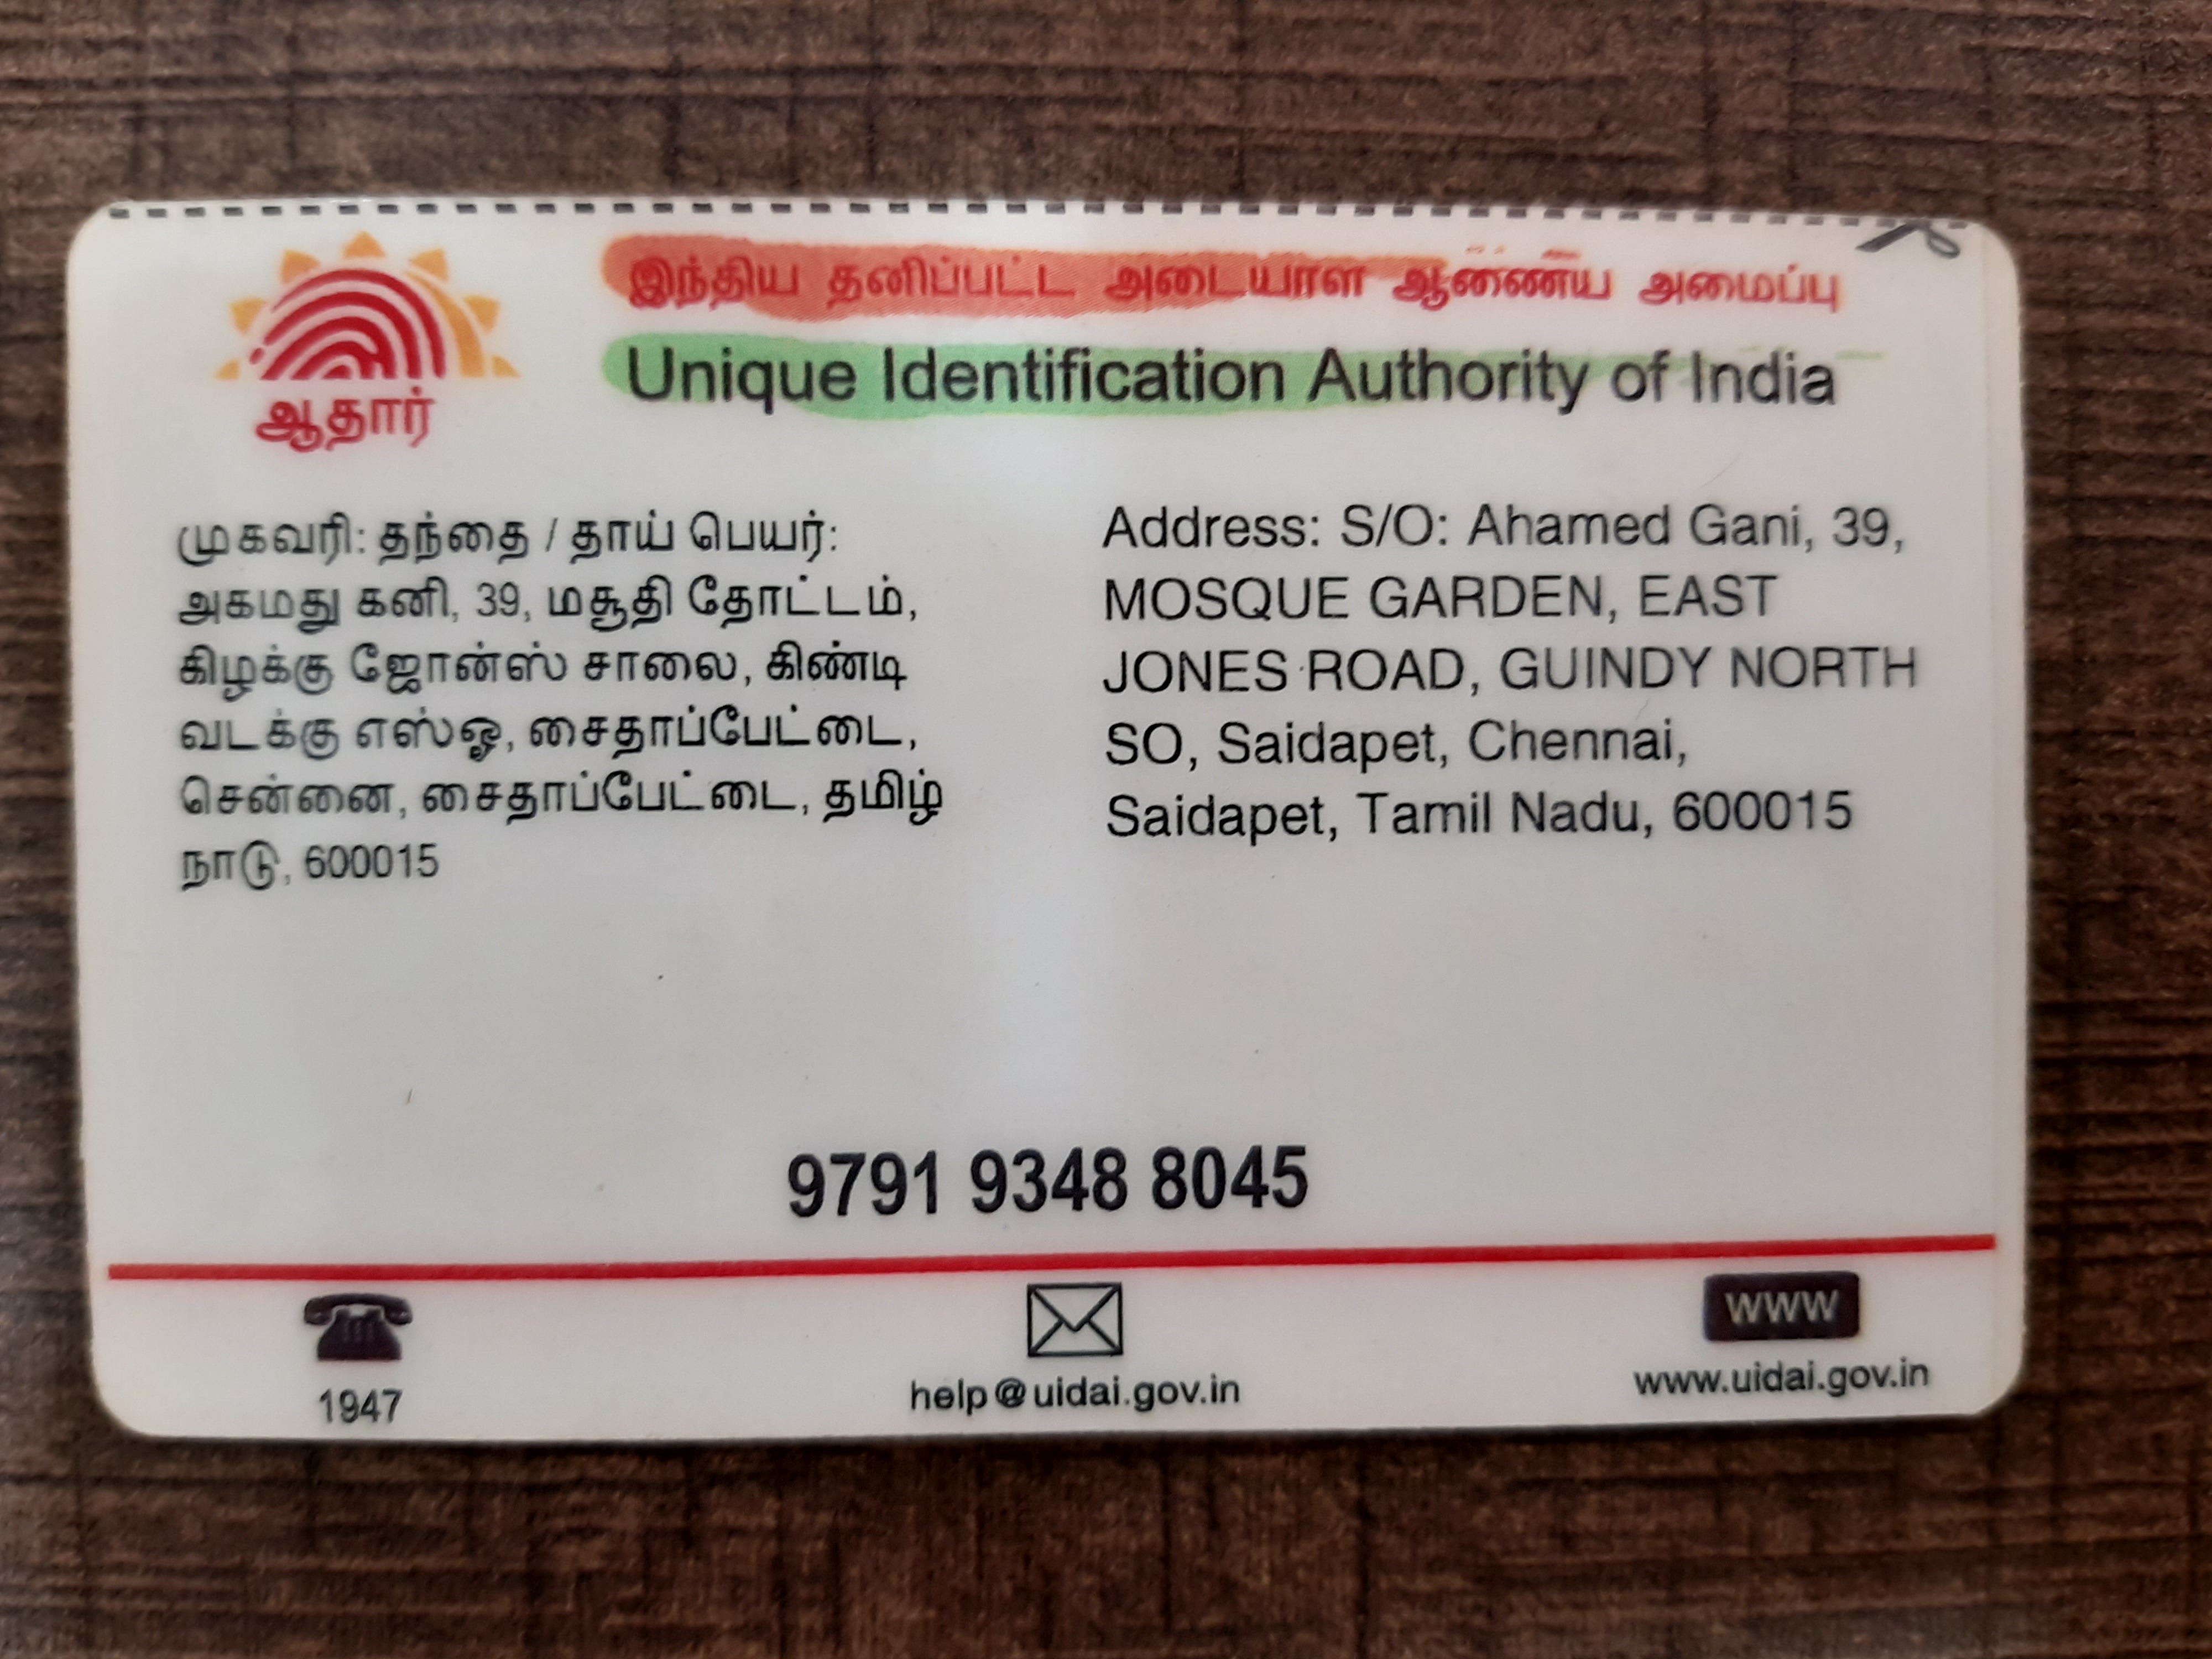 இந்திய தனிப்பட்ட அடையாள ஆணைய அமைப்பு
Unique Identification Authority of India
ஆதார்
முகவரி: தந்தை / தாய் பெயர்:
அகமது கனி, 39, மசூதி தோட்டம்,
கிழக்கு ஜோன்ஸ் சாலை, கிண்டி
வடக்கு எஸ்ஓ, சைதாப்பேட்டை,
சென்னை, சைதாப்பேட்டை, தமிழ்
நாடு, 600015
Address: S/O: Ahamed Gani, 39,
MOSQUE GARDEN, EAST
JONES ROAD, GUINDY NORTH
SO, Saidapet, Chennai,
Saidapet, Tamil Nadu, 600015
9791 9348 8045
1947
help@uidai.gov.in
WWW
www.uidai.gov.in